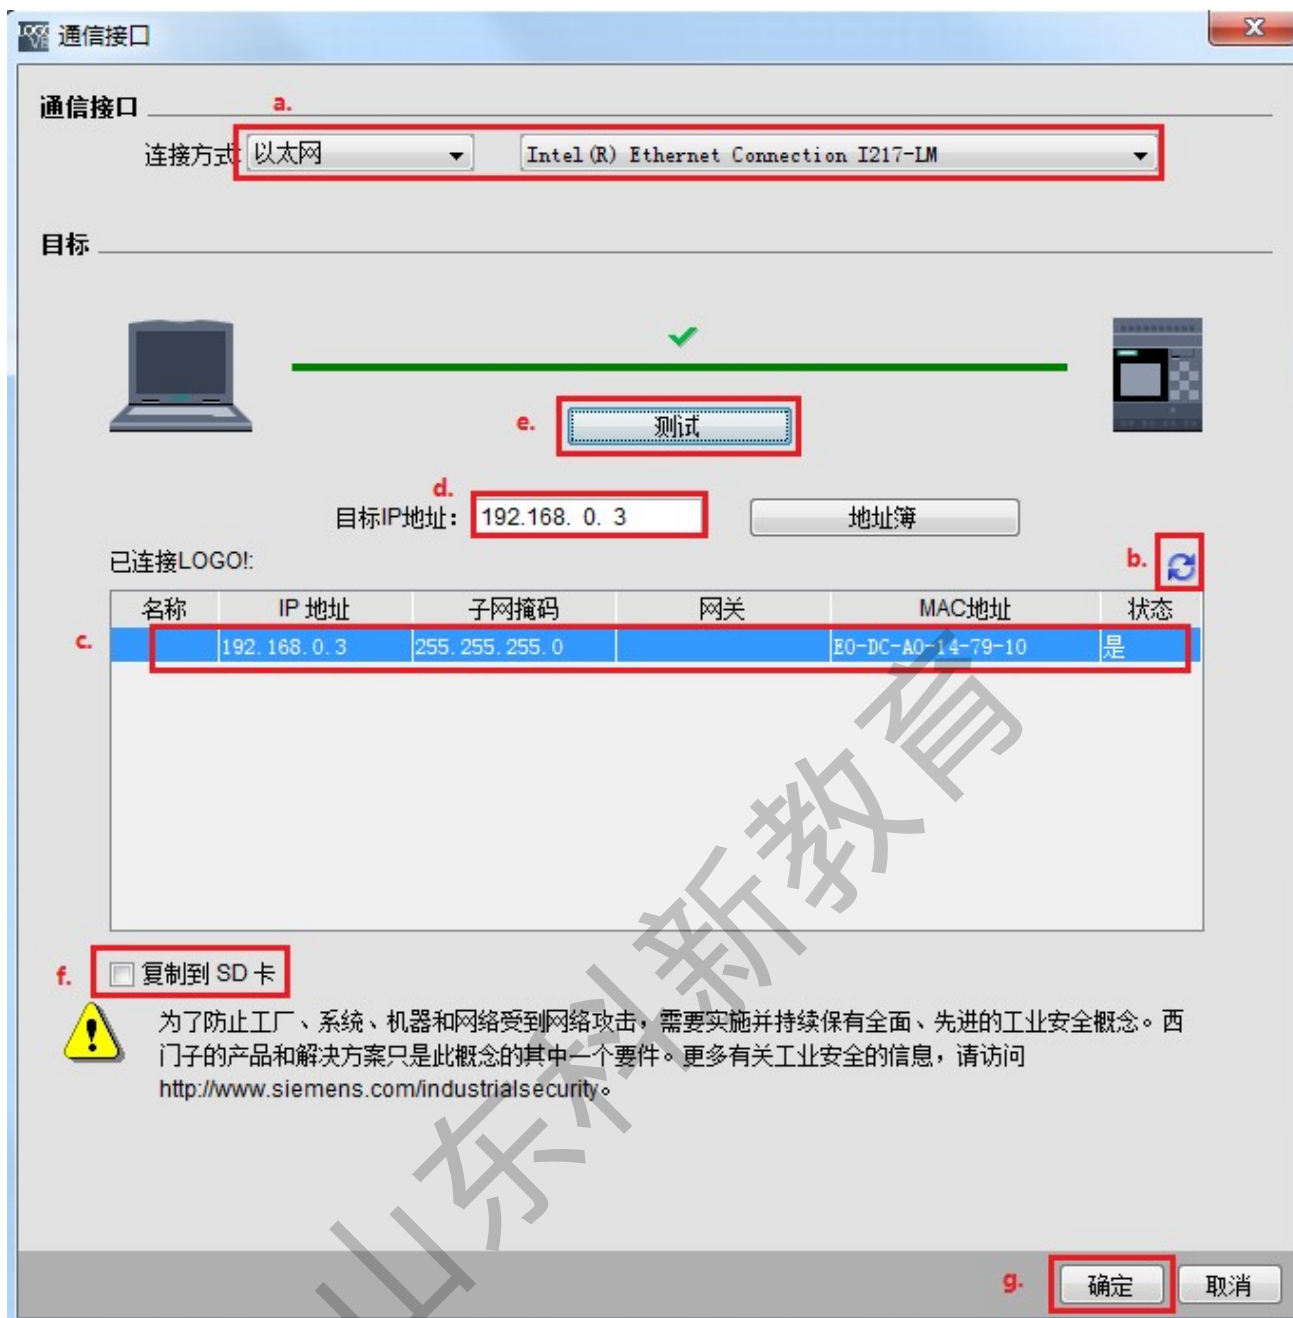 通信接口
通信接口
a.
连接方式: 以太网 Intel(R) Ethernet Connection I217-LM
目标
e.
测试
d.
目标IP地址: 192.168. 0. 3 地址簿
已连接LOGO!:
b.
名称 IP 地址 子网掩码 网关 MAC地址 状态
c.
192.168.0.3 255.255.255.0 E0-DC-A0-14-79-10 是
f.
复制到 SD 卡
为了防止工厂、系统、机器和网络受到网络攻击，需要实施并持续保有全面、先进的工业安全概念。西
门子的产品和解决方案只是此概念的其中一个要件。更多有关工业安全的信息，请访问
http://www.siemens.com/industrialsecurity。
g.
确定 取消
山东科新教育